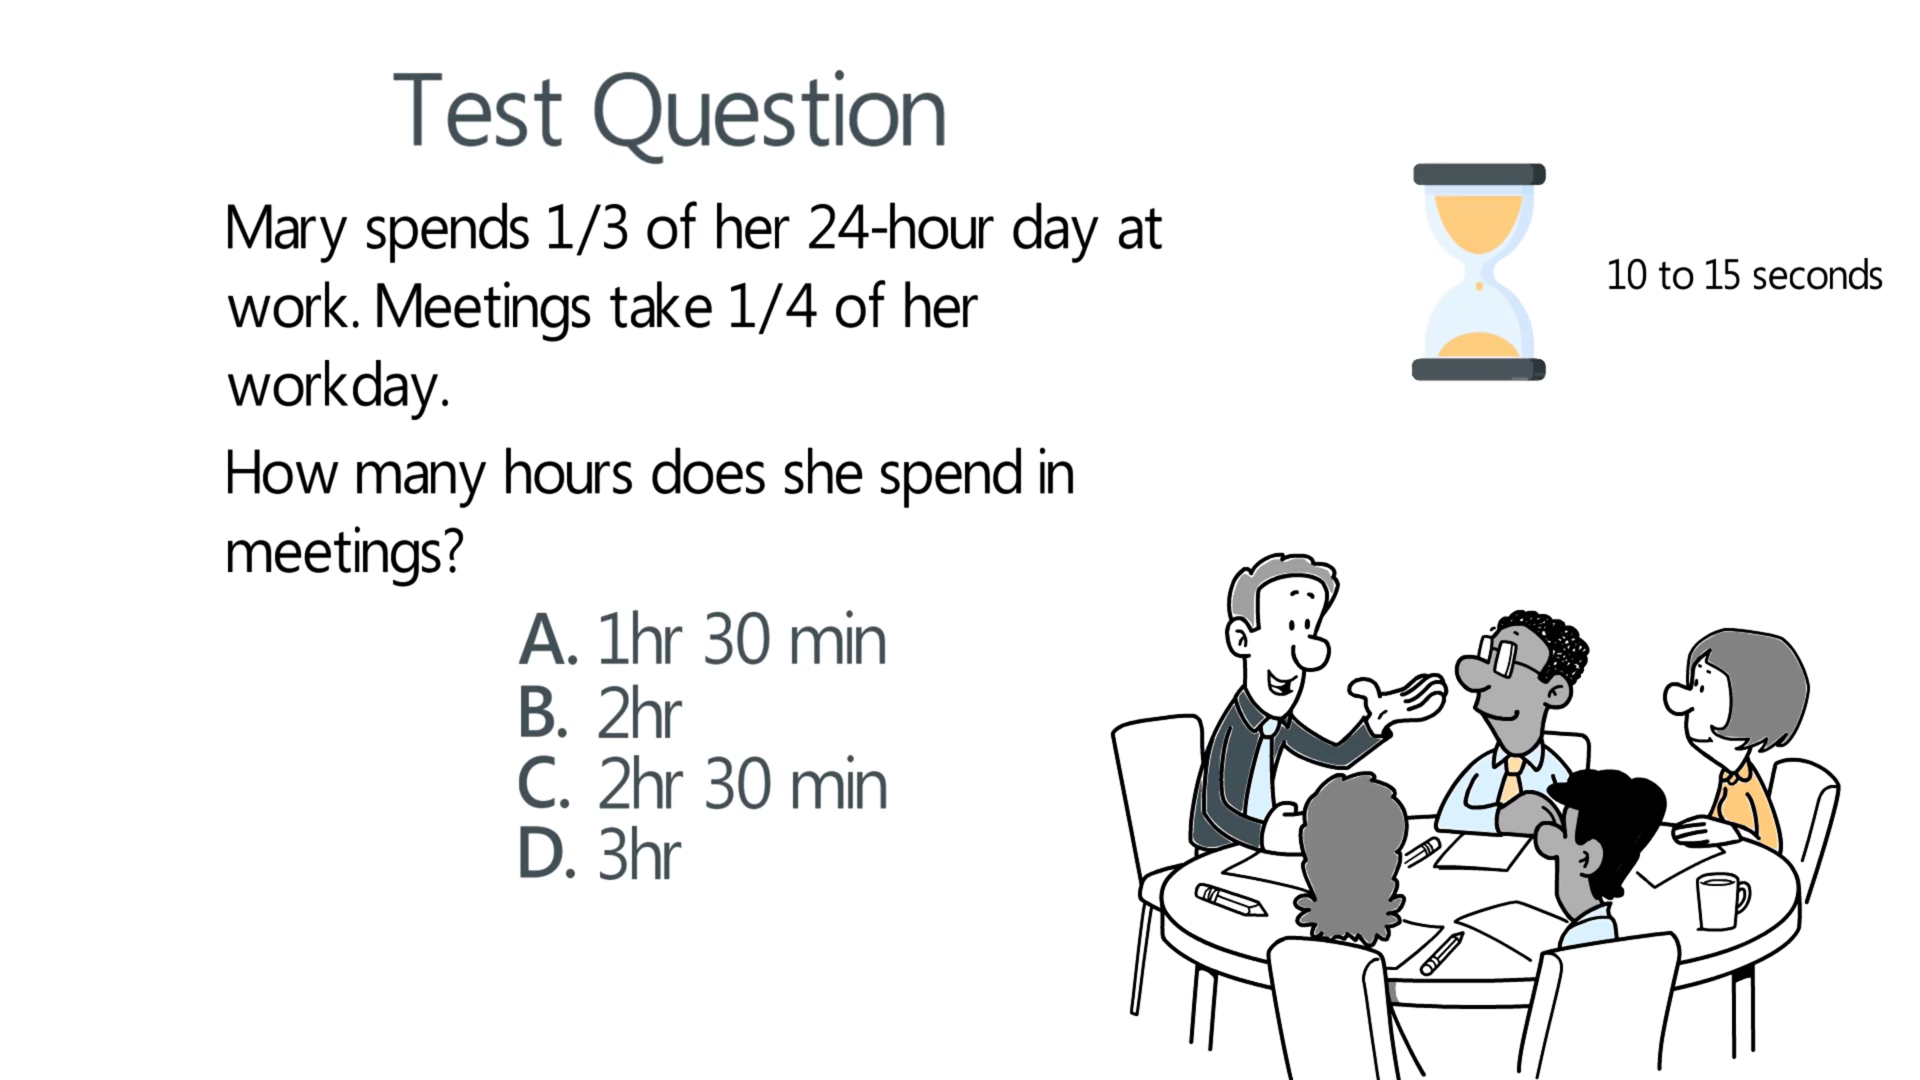 Test Question
Mary spends 1/3 of her 24-hour day at
work. Meetings take 1/4 of her
workday.
How many hours does she spend in
meetings?
A. 1hr 30 min
B. 2hr
C. 2hr 30 min
D. 3hr
10 to 15 seconds